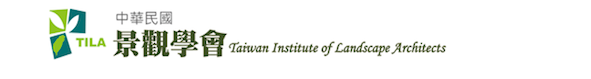 中華民國
TILA
景觀學會 Taiwan Institute of Landscape Architects